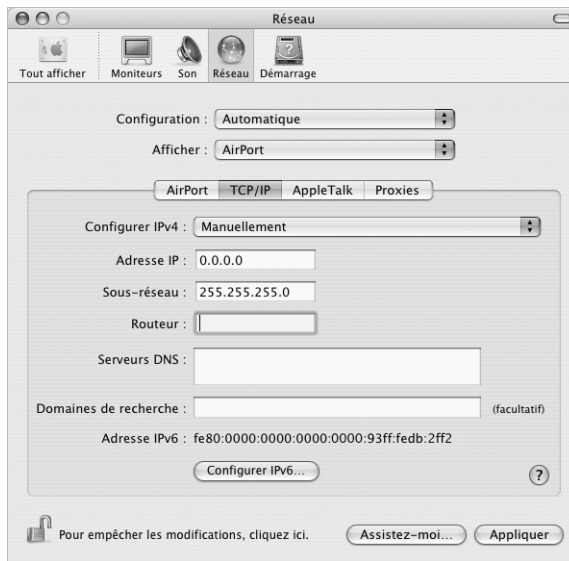 Réseau
Tout afficher Moniteurs Son Réseau Démarrage
Configuration : Automatique
Afficher : AirPort
AirPort TCP/IP AppleTalk Proxies
Configurer IPv4 : Manuellement
Adresse IP : 0.0.0.0
Sous-réseau : 255.255.255.0
Routeur :
Serveurs DNS :
Domaines de recherche : (facultatif)
Adresse IPv6 : fe80:0000:0000:0000:0000:93ff:fedb:2ff2
Configurer IPv6... ?
Pour empêcher les modifications, cliquez ici. Assistez-moi... Appliquer